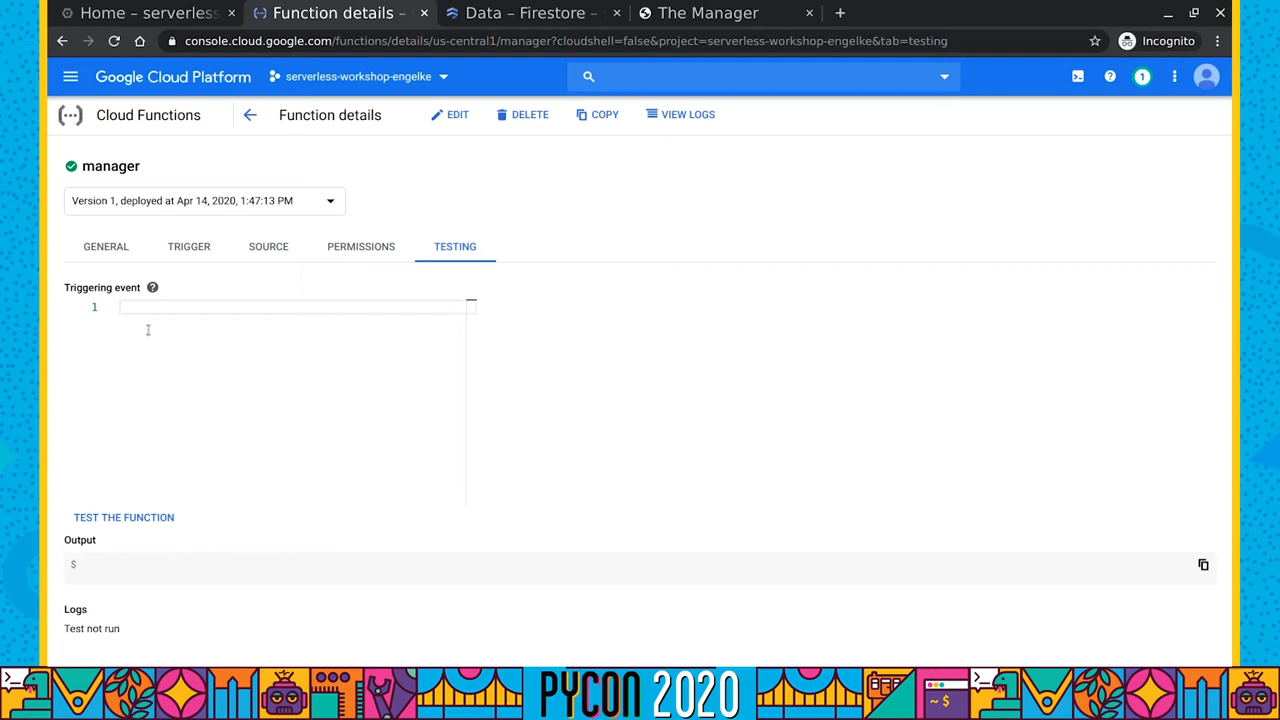 Home – serverless
Function details –
Data – Firestore –
The Manager
console.cloud.google.com/functions/details/us-central1/manager?cloudshell=false&project=serverless-workshop-engelke&tab=testing
Incognito
Google Cloud Platform
serverless-workshop-engelke
1
Cloud Functions
Function details
EDIT
DELETE
COPY
VIEW LOGS
manager
Version 1, deployed at Apr 14, 2020, 1:47:13 PM
GENERAL
TRIGGER
SOURCE
PERMISSIONS
TESTING
Triggering event
1
TEST THE FUNCTION
Output
$
Logs
Test not run
PYCON 2020
~ $